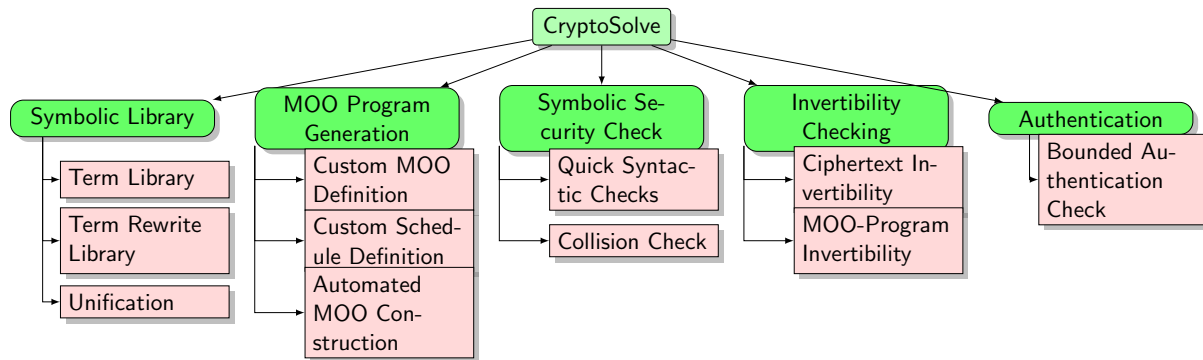 CryptoSolve
Symbolic Library
Term Library
Term Rewrite
Library
Unification
MOO Program
Generation
Custom MOO
Definition
Custom Sched-
ule Definition
Automated
MOO Con-
struction
Symbolic Se-
curity Check
Quick Syntac-
tic Checks
Collision Check
Invertibility
Checking
Ciphertext In-
vertibility
MOO-Program
Invertibility
Authentication
Bounded Au-
thentication
Check